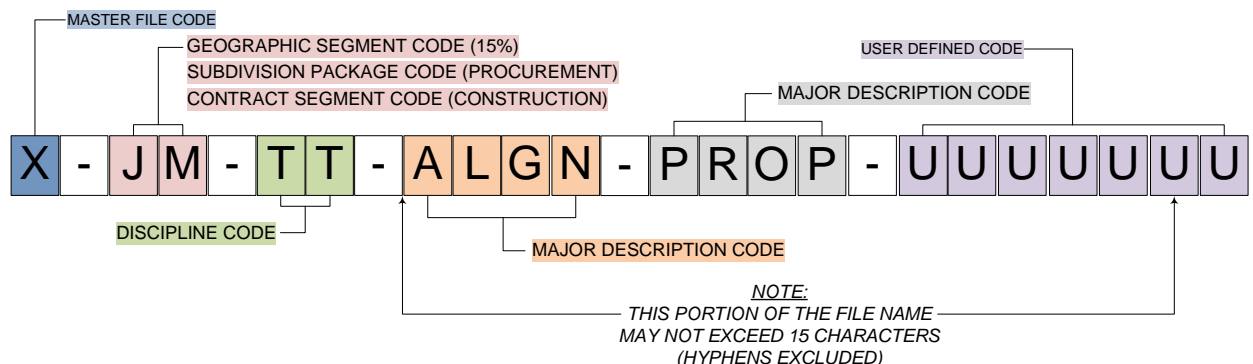 MASTER FILE CODE
GEOGRAPHIC SEGMENT CODE (15%)
SUBDIVISION PACKAGE CODE (PROCUREMENT)
CONTRACT SEGMENT CODE (CONSTRUCTION)
USER DEFINED CODE
MAJOR DESCRIPTION CODE
X - J M - T T - A L G N - P R O P - U U U U U U U
DISCIPLINE CODE
MAJOR DESCRIPTION CODE
NOTE:
THIS PORTION OF THE FILE NAME
MAY NOT EXCEED 15 CHARACTERS
(HYPHENS EXCLUDED)